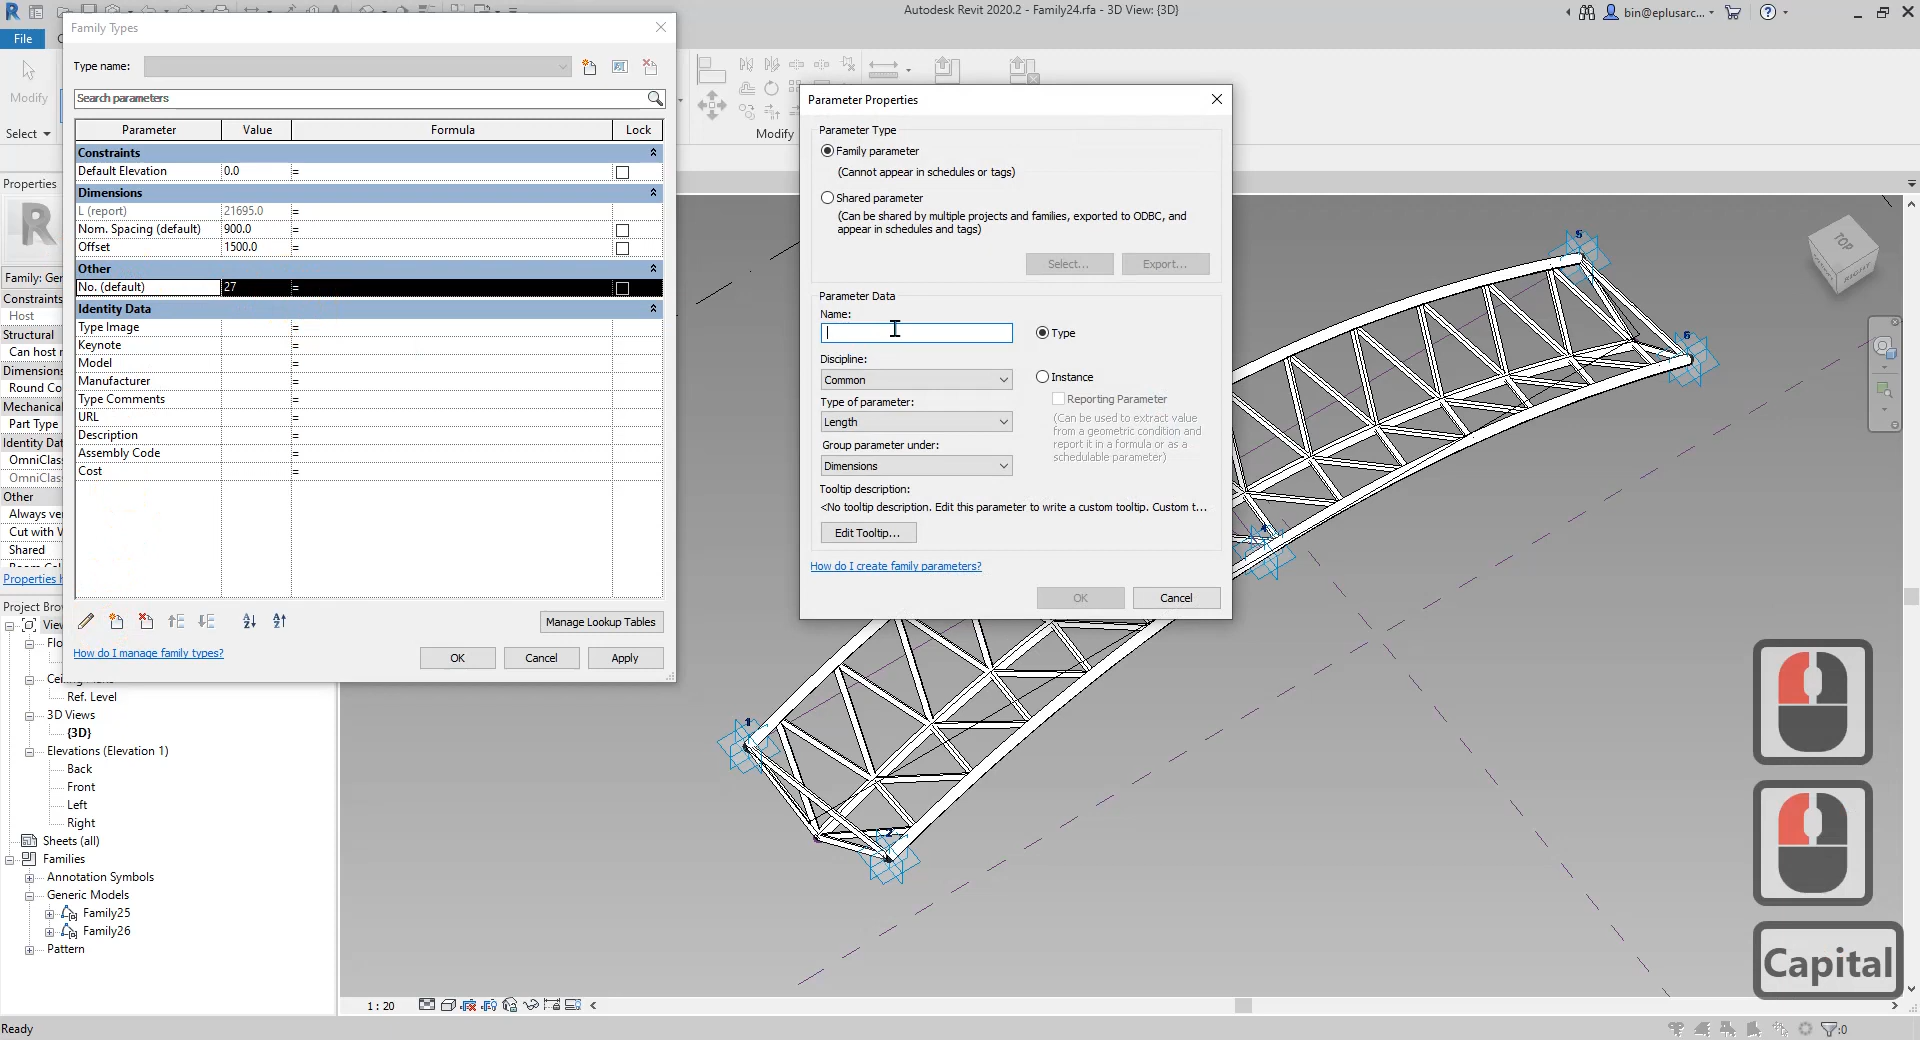 Autodesk Revit 2020.2 - Family24.rfa - 3D View: {3D}
bin@eplusarc...
File
Modify
Select
Modify
Properties
Family: Ger
Constraints
Host
Structural
Can host r
Dimensions
Round Co
Mechanical
Part Type
Identity Dat
OmniClas
OmniClas
Other
Always ve
Cut with V
Shared
Properties h
Family Types
Type name:
Search parameters
Parameter Value Formula Lock
Constraints
Default Elevation 0.0 =
Dimensions
L (report) 21695.0 =
Nom. Spacing (default) 900.0 =
Offset 1500.0 =
Other
No. (default) 27 =
Identity Data
Type Image =
Keynote =
Model =
Manufacturer =
Type Comments =
URL =
Description =
Assembly Code =
Cost =
Manage Lookup Tables
How do I manage family types?
OK Cancel Apply
Parameter Properties
Parameter Type
Family parameter
(Cannot appear in schedules or tags)
Shared parameter
(Can be shared by multiple projects and families, exported to ODBC, and
appear in schedules and tags)
Select... Export...
Parameter Data
Name:
Type
Discipline:
Common
Instance
Type of parameter:
Reporting Parameter
Length
(Can be used to extract value
from a geometric condition and
report it in a formula or as a
schedulable parameter)
Group parameter under:
Dimensions
Tooltip description:
<No tooltip description. Edit this parameter to write a custom tooltip. Custom t...
Edit Tooltip...
How do I create family parameters?
OK Cancel
TOP
RIGHT
5
6
4
1
2
Project Brow
Flo
Ref. Level
3D Views
{3D}
Elevations (Elevation 1)
Back
Front
Left
Right
Sheets (all)
Families
Annotation Symbols
Generic Models
Family25
Family26
Pattern
1 : 20
Capital
Ready
:0